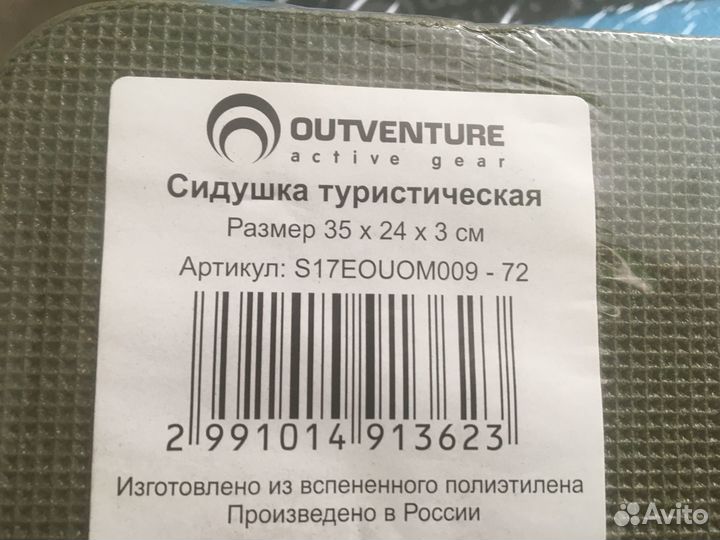 OUTVENTURE
active gear
Сидушка туристическая
Размер 35 x 24 x 3 см
Артикул: S17EOUOM009 - 72
2 991014 913623
Изготовлено из вспененного полиэтилена
Произведено в России
Avito